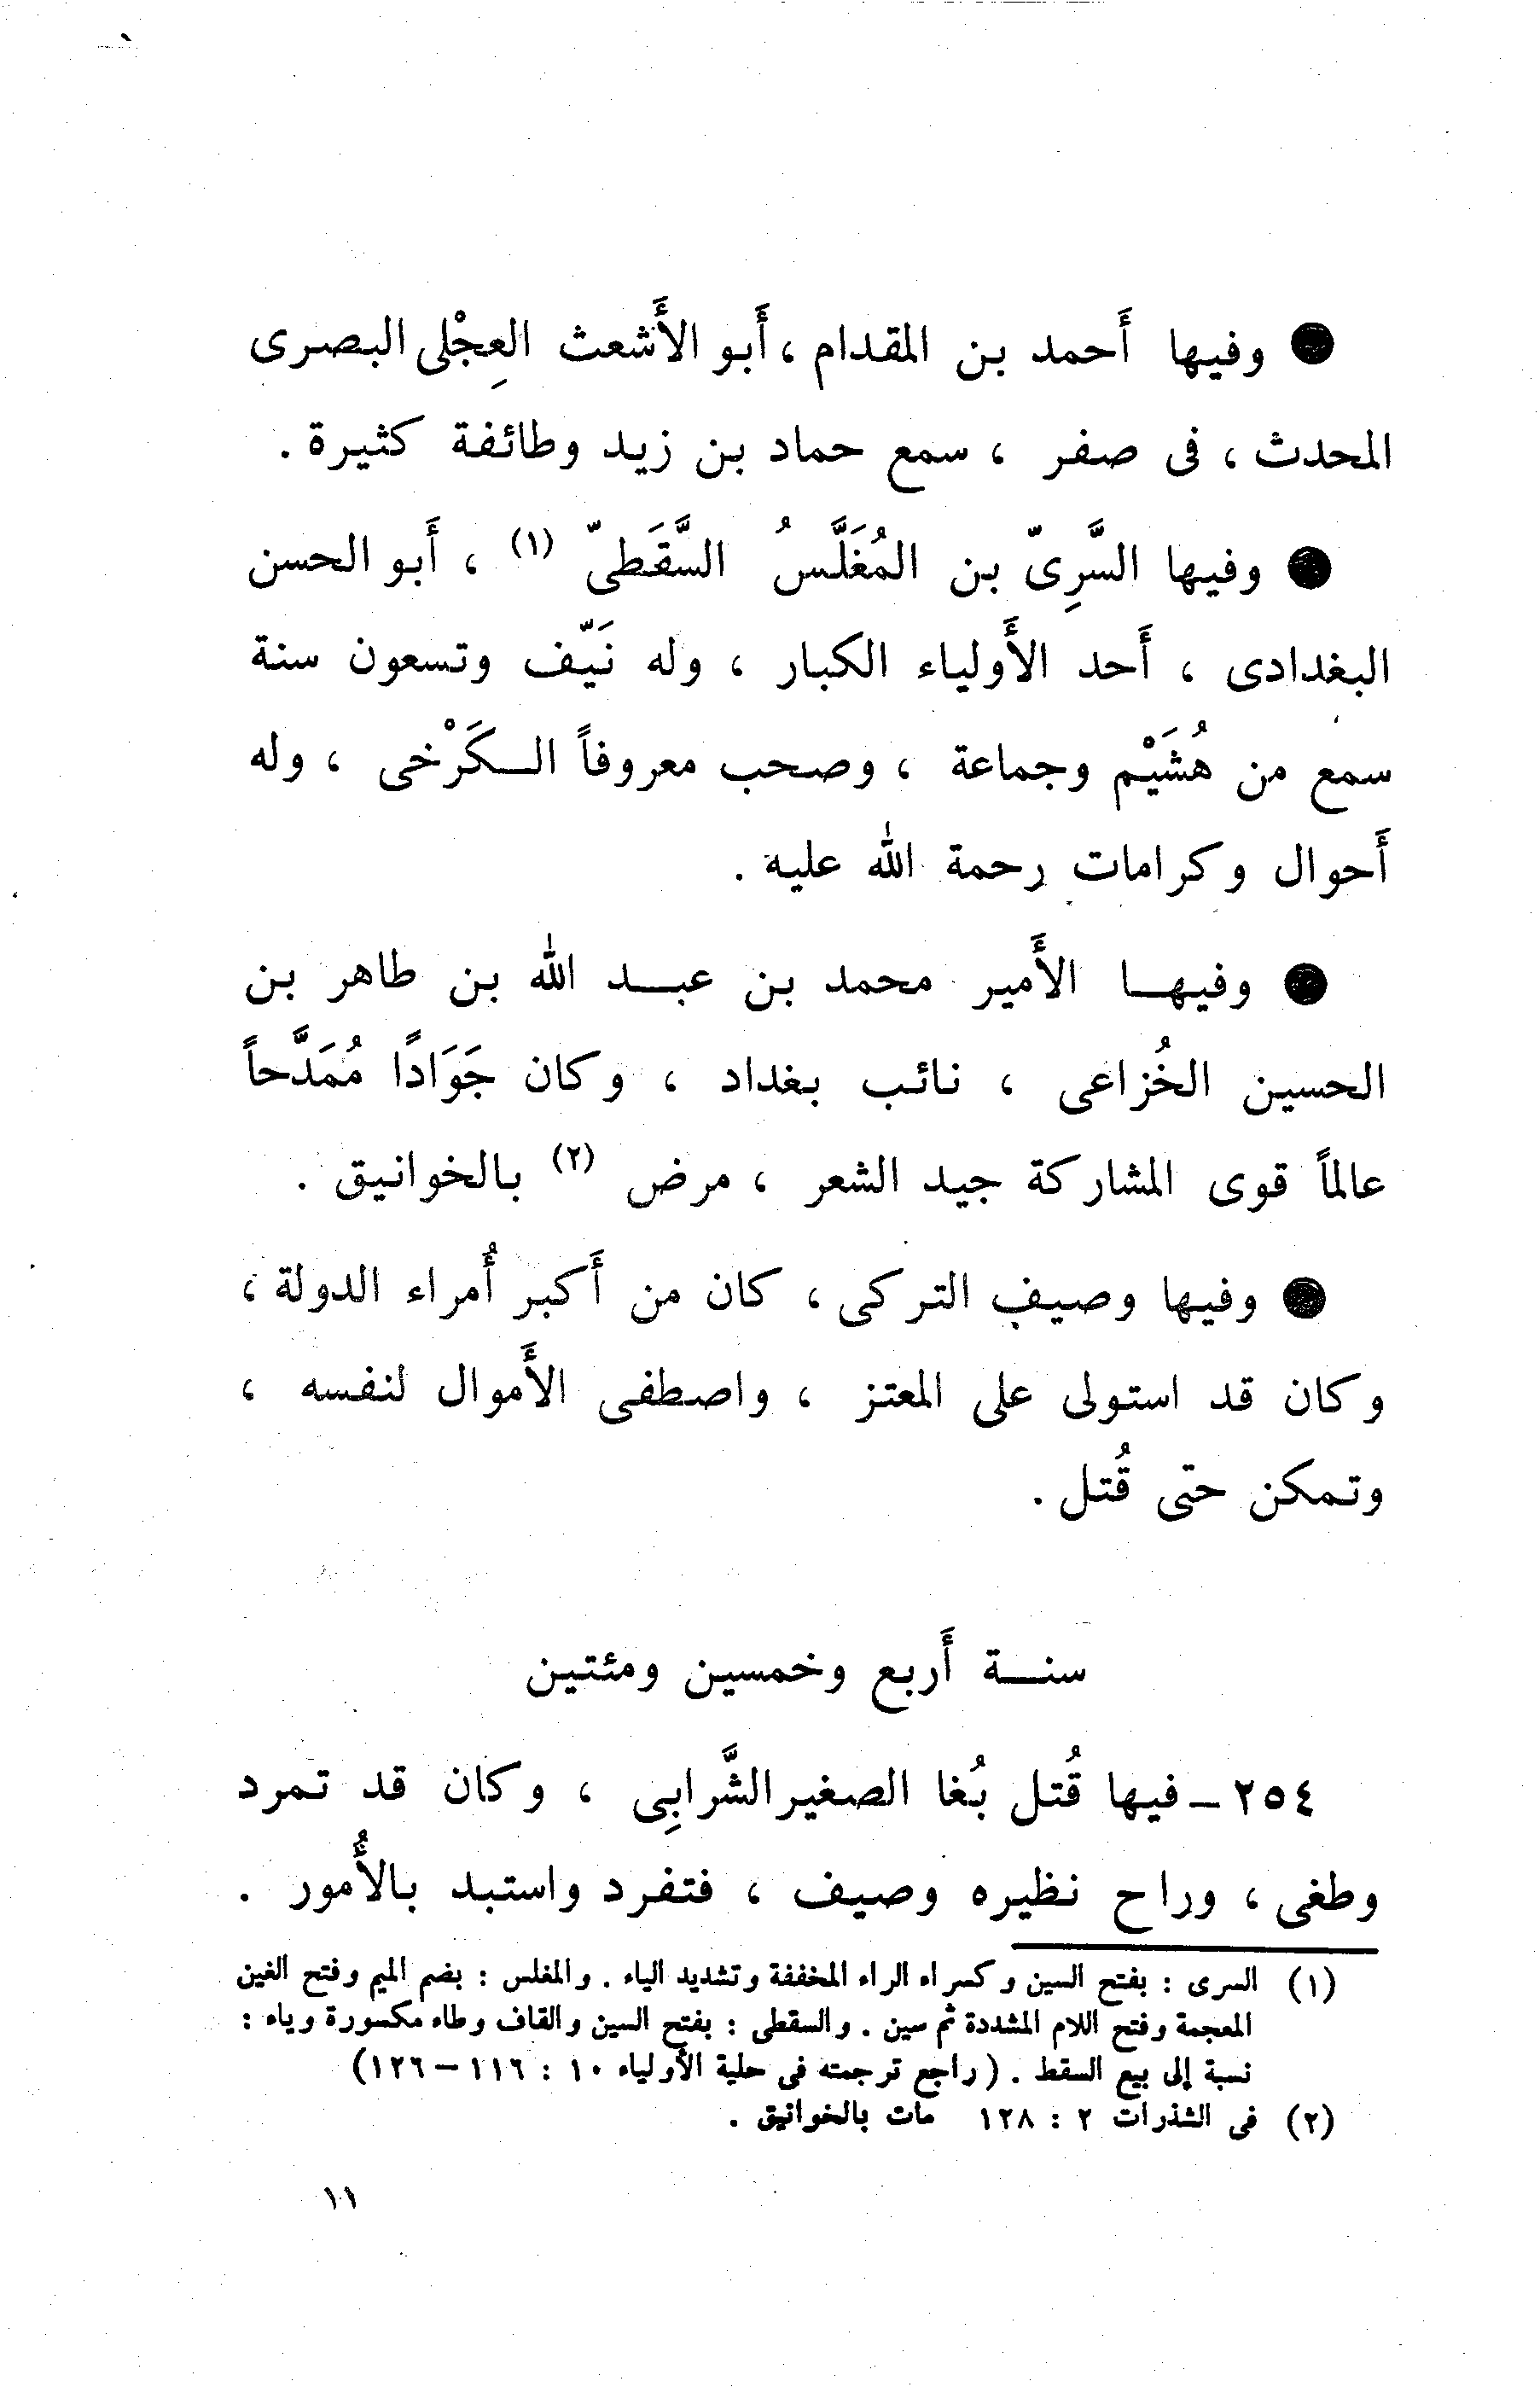 ● وفيها أَحمد بن المقدام ، أَبو الأَشعث العِجْلى البصرى
المحدث ، فى صفر ، سمع حماد بن زيد وطائفة كثيرة .
● وفيها السَّرِىّ بن المُغَلَّسُ السَّقَطىّ (١) ، أَبو الحسن
البغدادى ، أَحد الأَولياء الكبار ، وله نَيّف وتسعون سنة
سمع من هُشَيْم وجماعة ، وصحب معروفاً الـكَرْخى ، وله
أَحوال وكرامات رحمة الله عليه .
● وفيهـا الأَمير محمد بن عبـد الله بن طاهر بن
الحسين الخُزاعى ، نائب بغداد ، وكان جَوَادًا مُمَدَّحاً
عالماً قوى المشاركة جيد الشعر ، مرض (٢) بالخوانيق .
● وفيها وصيف التركى ، كان من أَكبر أُمراء الدولة ،
وكان قد استولى على المعتز ، واصطفى الأَموال لنفسه ،
وتمكن حتى قُتل .
سنـة أَربع وخمسين ومئتين
٢٥٤ ـ فيها قُتل بُغا الصغير الشَّرابِى ، وكان قد تمرد
وطغى ، وراح نظيره وصيف ، فتفرد واستبد بالأُمور .
(١) السرى : بفتح السين وكسراء الراء المخففة وتشديد الياء . والمغلس : بضم الميم وفتح الغين
المعجمة وفتح اللام المشددة ثم سين . والسقطى : بفتح السين والقاف وطاء مكسورة وياء :
نسبة إلى بيع السقط . (راجع ترجمته فى حلية الأولياء ١٠ : ١١٦ – ١٢٦)
(٢) فى الشذرات ٢ : ١٢٨ مات بالخوانيق .
١١